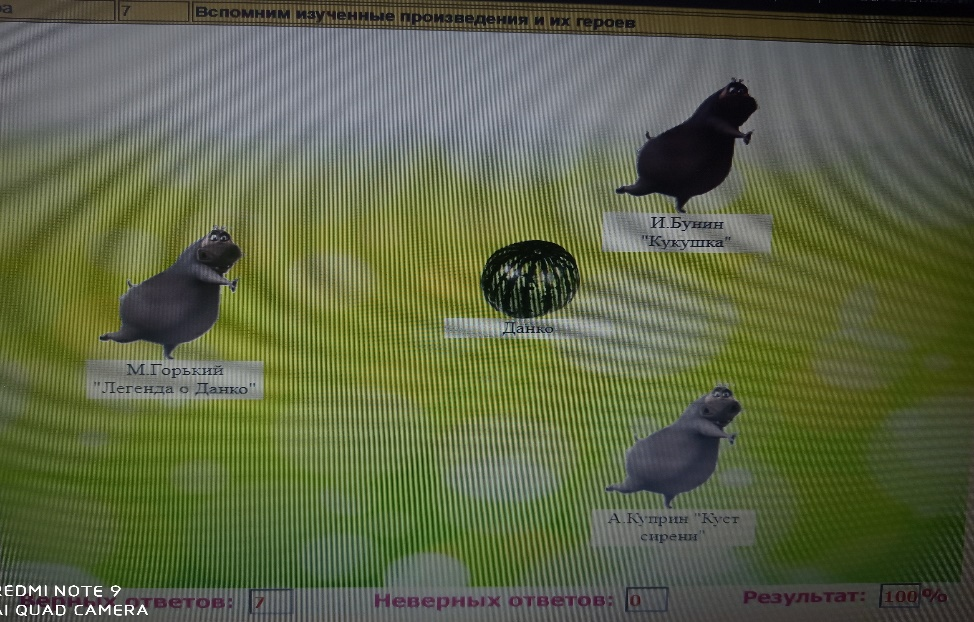 7
Вспомним изученные произведения и их героев
И.Бунин
"Кукушка"
Данко
М.Горький
"Легенда о Данко"
А.Куприн "Куст
сирени"
ответов: 7 Неверных ответов: 0 Результат: 100 %
REDMI NOTE 9
AI QUAD CAMERA